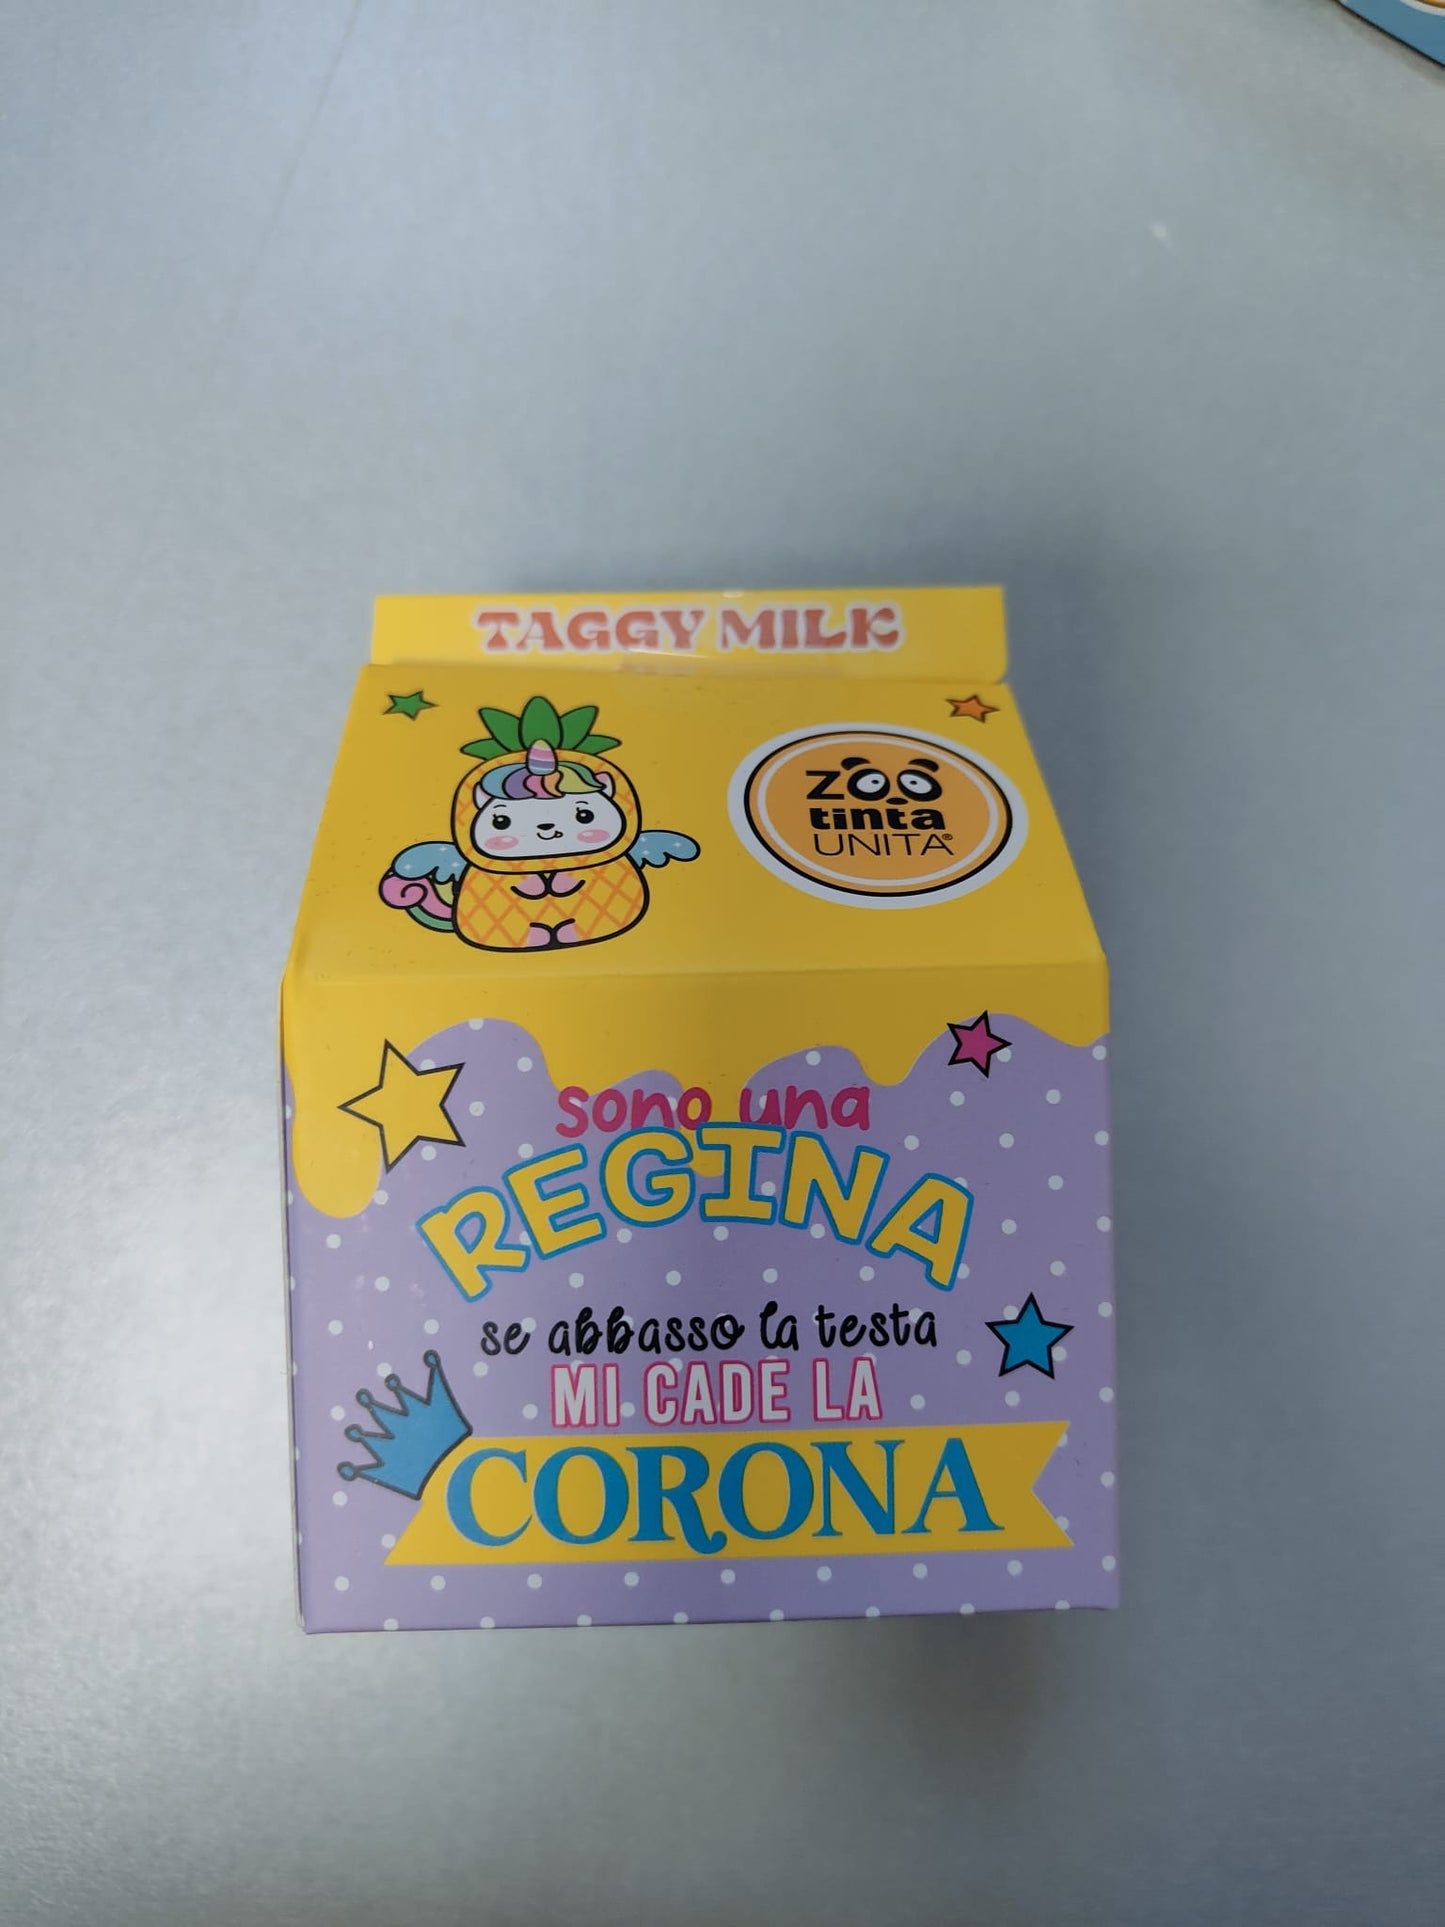 TAGGY MILK
ZOO
tinta
UNITA®
sono una
REGINA
se abbasso la testa
MI CADE LA
CORONA